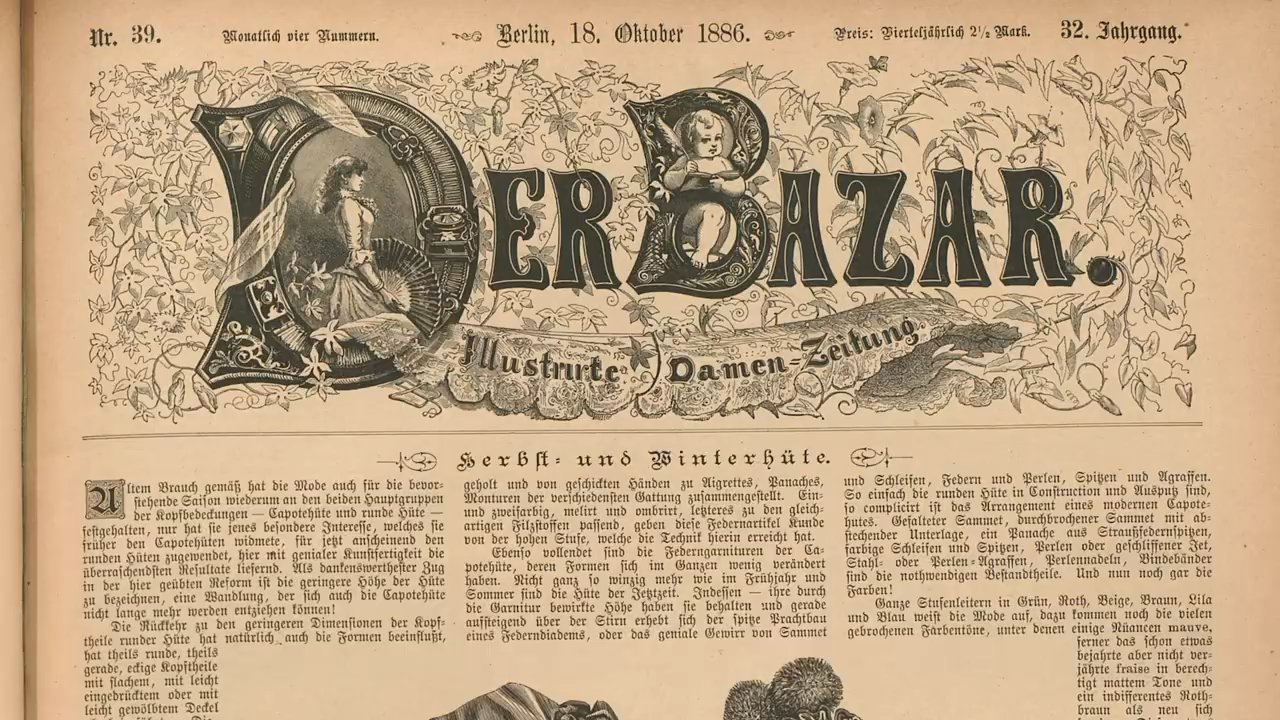 Nr. 39.
Monatlich vier Nummern.
Berlin, 18. Oktober 1886.
Preis: Vierteljährlich 2½ Mark.
32. Jahrgang.
DER BAZAR.
Illustrirte Damen-Zeitung.
Herbst- und Winterhüte.
Altem Brauch gemäß hat die Mode auch für die bevor-
stehende Saison wiederum an den beiden Hauptgruppen
der Kopfbedeckungen — Capotehüte und runde Hüte —
festgehalten, nur hat sie jenes besondere Interesse, welches sie
früher den Capotehüten widmete, für jetzt anscheinend den
runden Hüten zugewendet, hier mit genialer Kunstfertigkeit die
überraschendsten Resultate liefernd. Als dankenswerthester Zug
in der hier geübten Reform ist die geringere Höhe der Hüte
zu bezeichnen, eine Wandlung, der sich auch die Capotehüte
nicht lange mehr werden entziehen können!
Die Rückkehr zu den geringeren Dimensionen der Kopf-
theile runder Hüte hat natürlich auch die Formen beeinflußt,
hat theils runde, theils
gerade, eckige Kopftheile
mit flachem, mit leicht
eingedrücktem oder mit
leicht gewölbtem Deckel
erholt und von geschickten Händen zu Aigrettes, Panaches,
Monturen der verschiedensten Gattung zusammengestellt. Ein-
und zweifarbig, melirt und ombrirt, letzteres zu den gleich-
artigen Filzstoffen passend, geben diese Federnartikel Kunde
von der hohen Stufe, welche die Technik hierin erreicht hat.
Ebenso vollendet sind die Federngarnituren der Ca-
potehüte, deren Formen sich im Ganzen wenig verändert
haben. Nicht ganz so winzig mehr wie im Frühjahr und
Sommer sind die Hüte der Jetztzeit. Indessen — ihre durch
die Garnitur bewirkte Höhe haben sie behalten und gerade
aufsteigend über der Stirn erhebt sich der spitze Prachtbau
eines Federndiadems, oder das geniale Gewirr von Sammet
und Schleifen, Federn und Perlen, Spitzen und Agraffen.
So einfach die runden Hüte in Construction und Ausputz sind,
so complicirt ist das Arrangement eines modernen Capote-
hutes. Gefalteter Sammet, durchbrochener Sammet mit ab-
stechender Unterlage, ein Panache aus Straußfedernspitzen,
farbige Schleifen und Spitzen, Perlen oder geschliffener Jet,
Stahl- oder Perlen-Agraffen, Perlennadeln, Bindebänder
sind die nothwendigen Bestandtheile. Und nun noch gar die
Farben!
Ganze Stufenleitern in Grün, Roth, Beige, Braun, Lila
und Blau weist die Mode auf, dazu kommen noch die vielen
gebrochenen Farbentöne, unter denen einige Nüancen mauve,
ferner das schon etwas
bejahrte aber nicht ver-
jährte fraise in berech-
tigt mattem Tone und
ein indifferentes Roth-
braun als neu sich